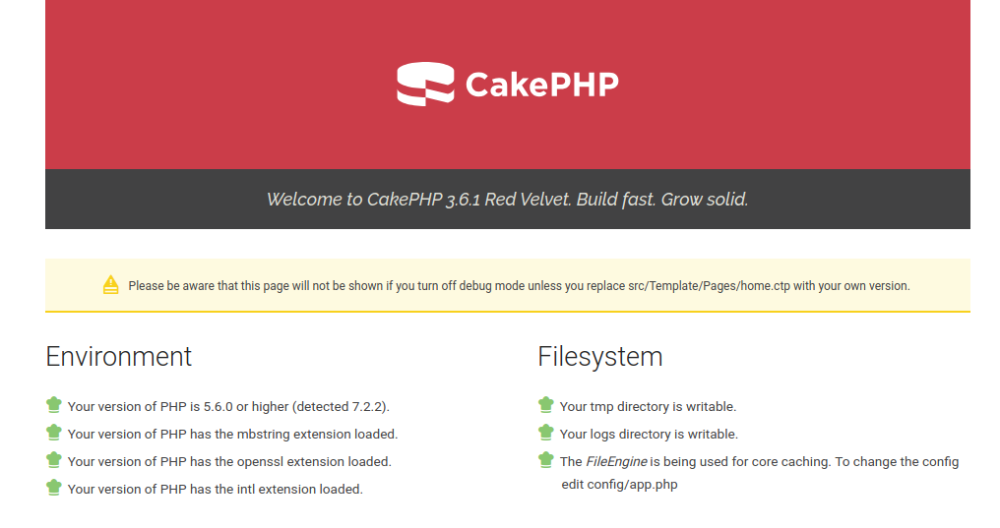 CakePHP
Welcome to CakePHP 3.6.1 Red Velvet. Build fast. Grow solid.
Please be aware that this page will not be shown if you turn off debug mode unless you replace src/Template/Pages/home.ctp with your own version.
Environment
Your version of PHP is 5.6.0 or higher (detected 7.2.2).
Your version of PHP has the mbstring extension loaded.
Your version of PHP has the openssl extension loaded.
Your version of PHP has the intl extension loaded.
Filesystem
Your tmp directory is writable.
Your logs directory is writable.
The FileEngine is being used for core caching. To change the config
edit config/app.php